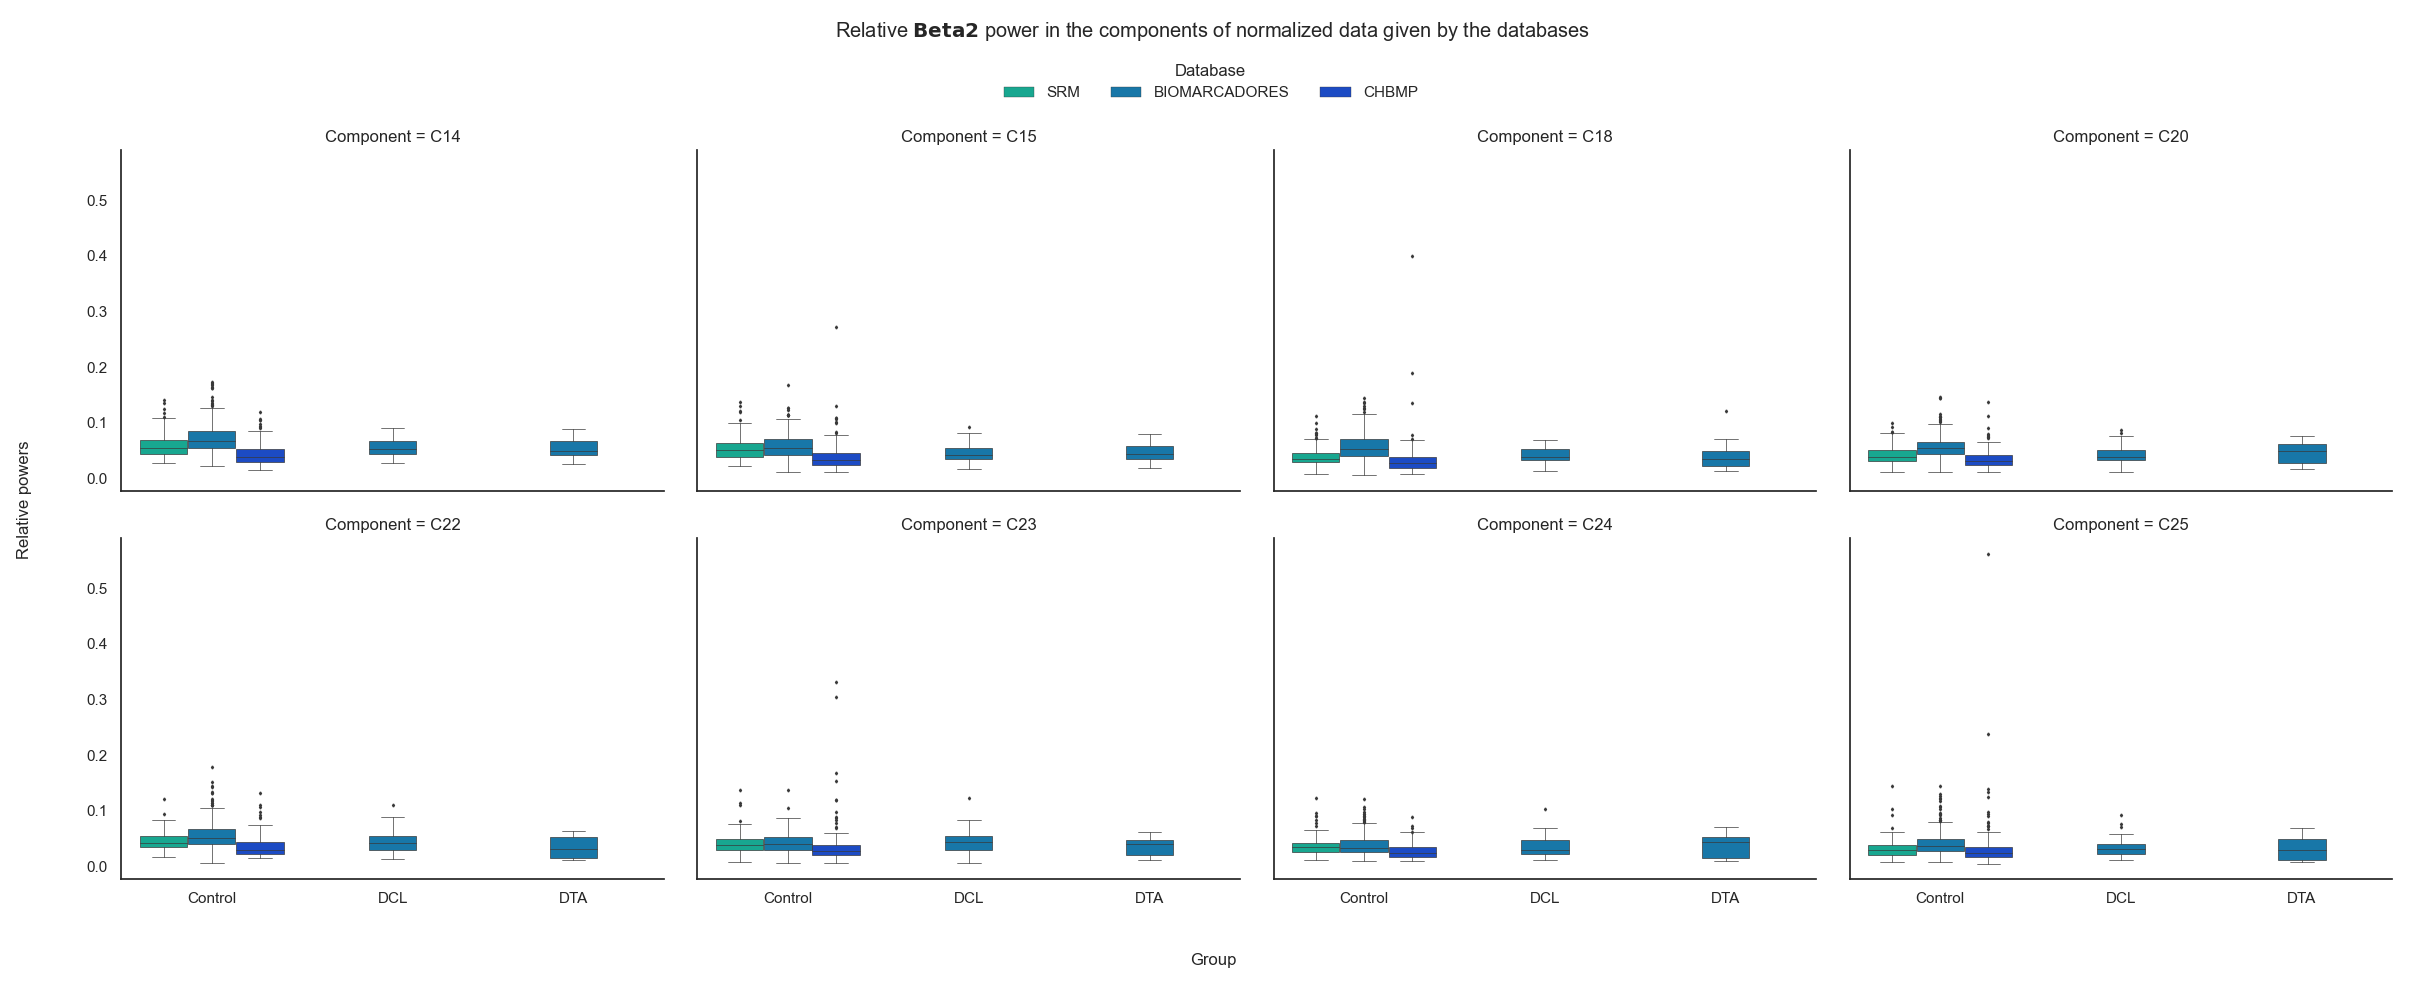 Relative Beta2 power in the components of normalized data given by the databases
Database
SRM BIOMARCADORES CHBMP
Component = C14 Component = C15 Component = C18 Component = C20
0.5
0.4
0.3
0.2
0.1
0.0
Relative powers
Component = C22 Component = C23 Component = C24 Component = C25
0.5
0.4
0.3
0.2
0.1
0.0
Control DCL DTA Control DCL DTA Control DCL DTA Control DCL DTA
Group